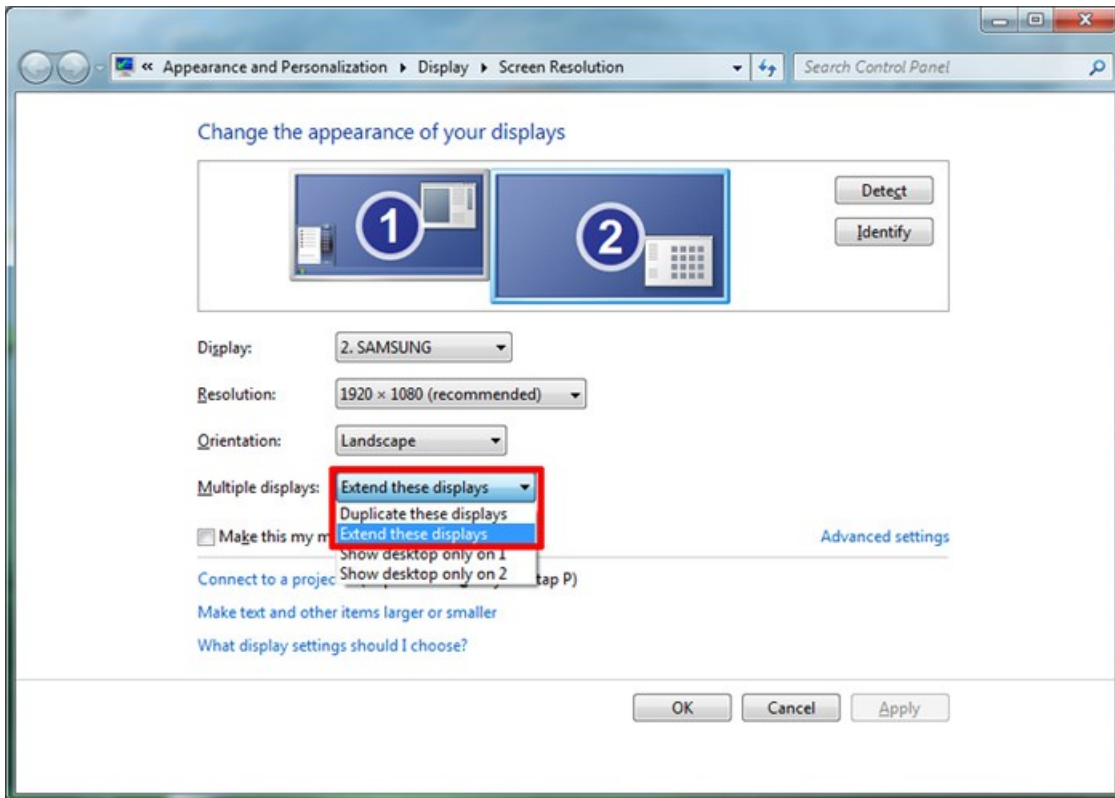 « Appearance and Personalization ▸ Display ▸ Screen Resolution
Search Control Panel
Change the appearance of your displays
1
2
Detect
Identify
Display: 2. SAMSUNG
Resolution: 1920 × 1080 (recommended)
Orientation: Landscape
Multiple displays: Extend these displays
Duplicate these displays
Make this my m
Extend these displays
Advanced settings
Show desktop only on 1
Connect to a projec
Show desktop only on 2
tap P)
Make text and other items larger or smaller
What display settings should I choose?
OK Cancel Apply